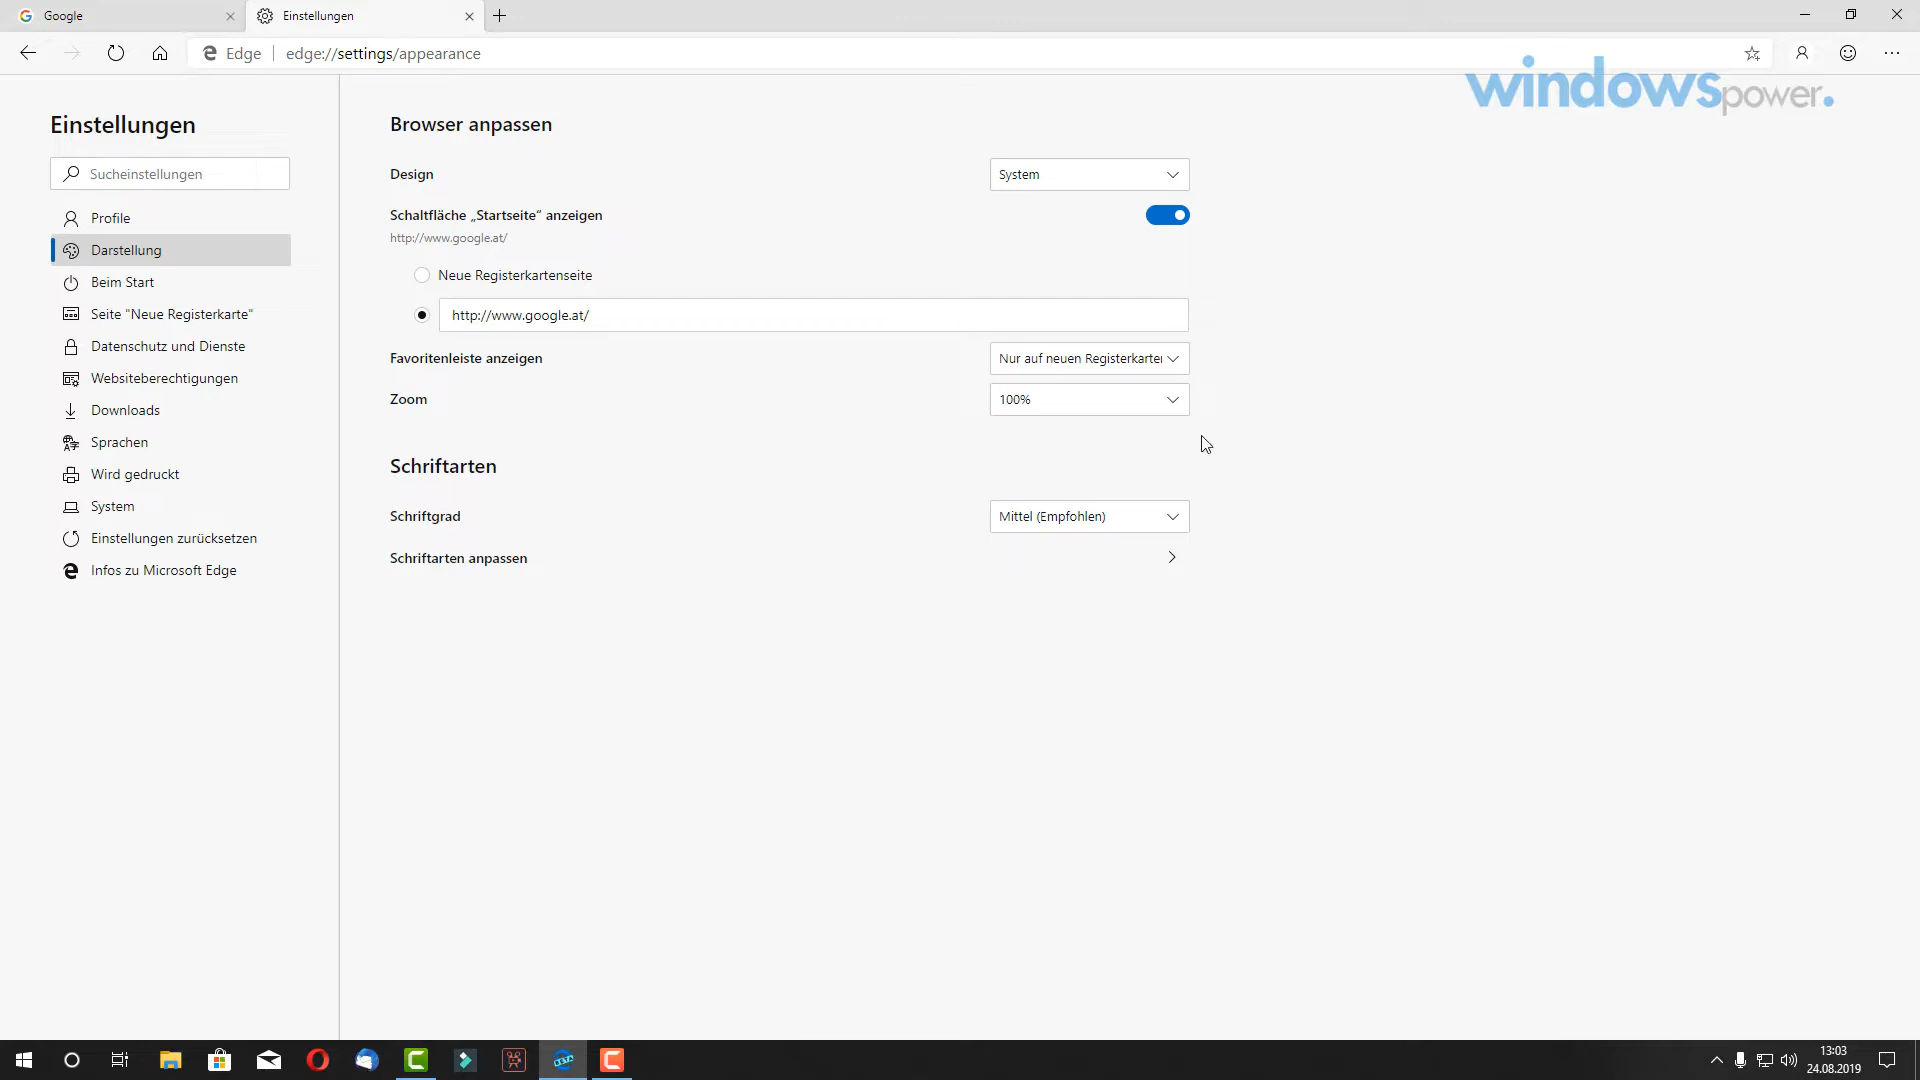 Google
Einstellungen
Edge
edge://settings/appearance
windowspower.
Einstellungen
Sucheinstellungen
Profile
Darstellung
Beim Start
Seite "Neue Registerkarte"
Datenschutz und Dienste
Websiteberechtigungen
Downloads
Sprachen
Wird gedruckt
System
Einstellungen zurücksetzen
Infos zu Microsoft Edge
Browser anpassen
Design
System
Schaltfläche „Startseite“ anzeigen
http://www.google.at/
Neue Registerkartenseite
http://www.google.at/
Favoritenleiste anzeigen
Nur auf neuen Registerkarten
Zoom
100%
Schriftarten
Schriftgrad
Mittel (Empfohlen)
Schriftarten anpassen
BETA
13:03
24.08.2019